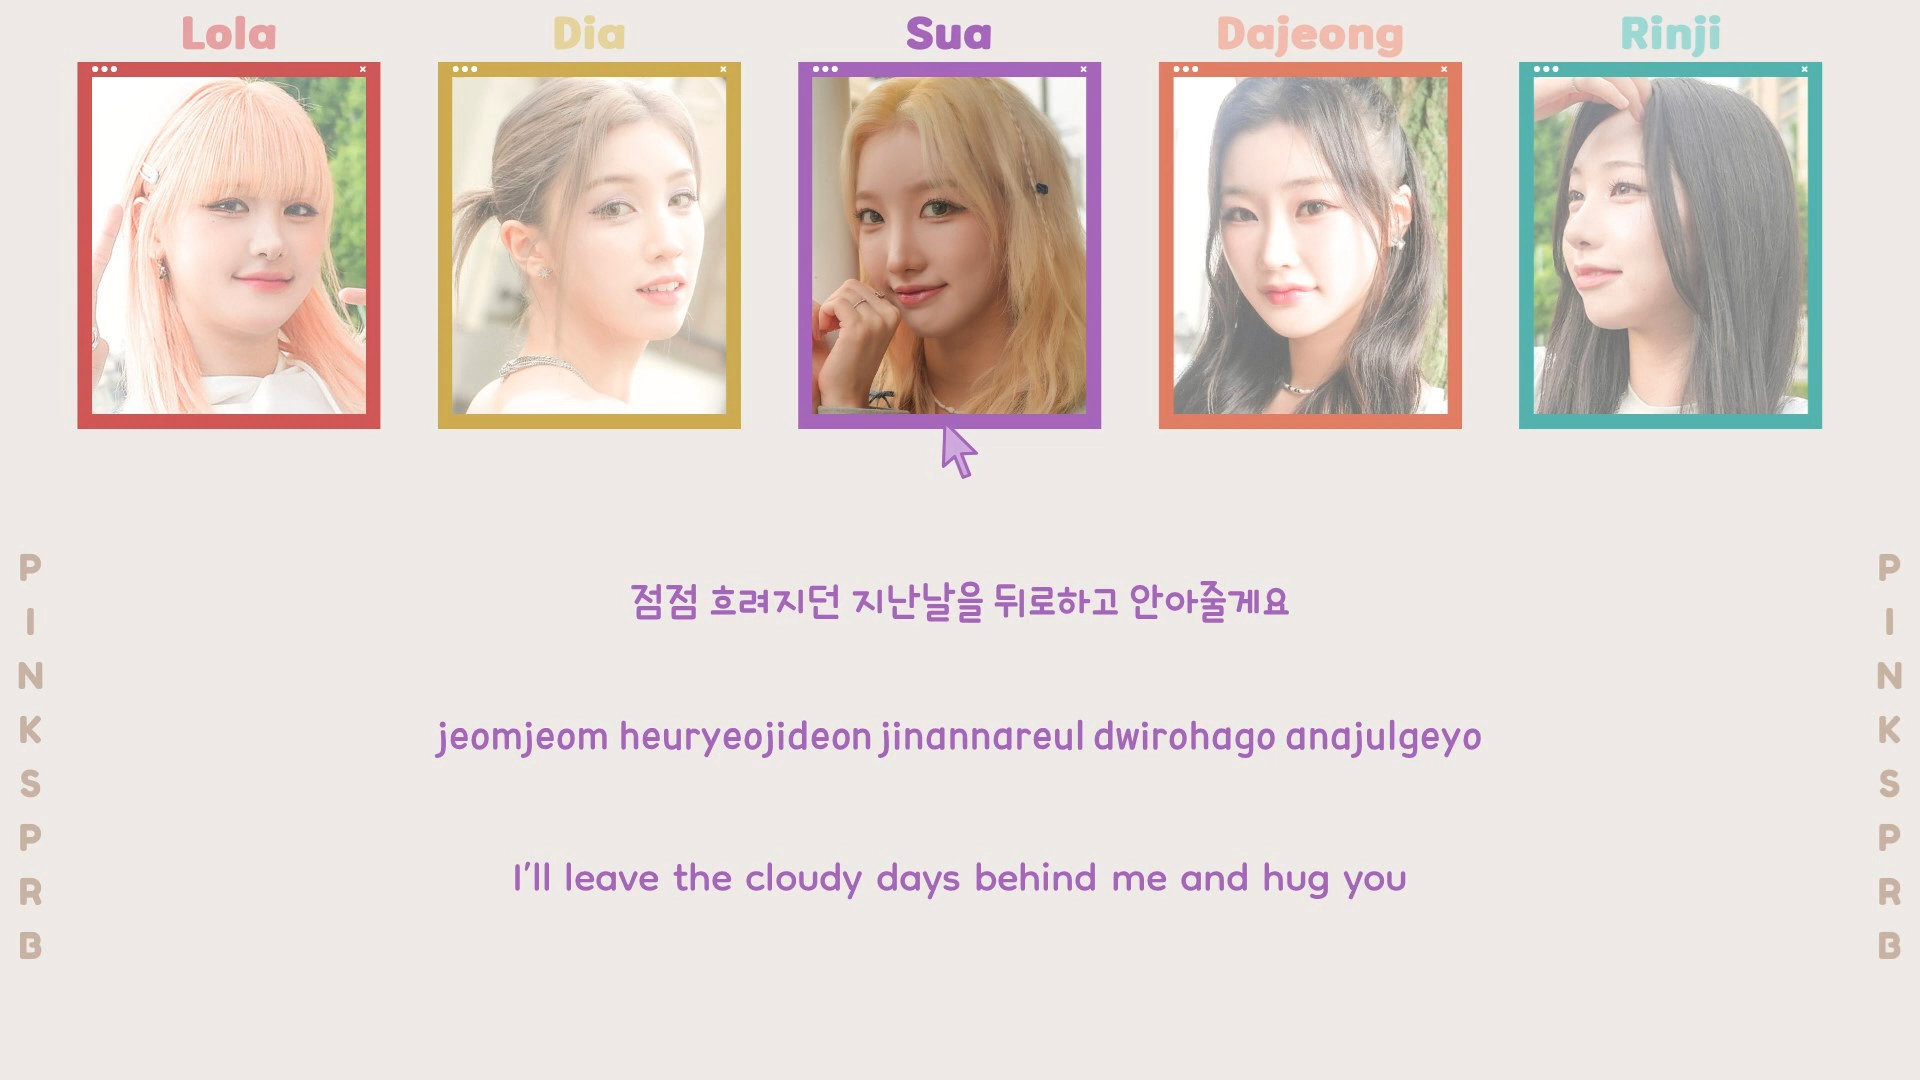 Lola
Dia
Sua
Dajeong
Rinji
점점 흐려지던 지난날을 뒤로하고 안아줄게요
jeomjeom heuryeojideon jinannareul dwirohago anajulgeyo
I'll leave the cloudy days behind me and hug you
PINKSPRB
PINKSPRB